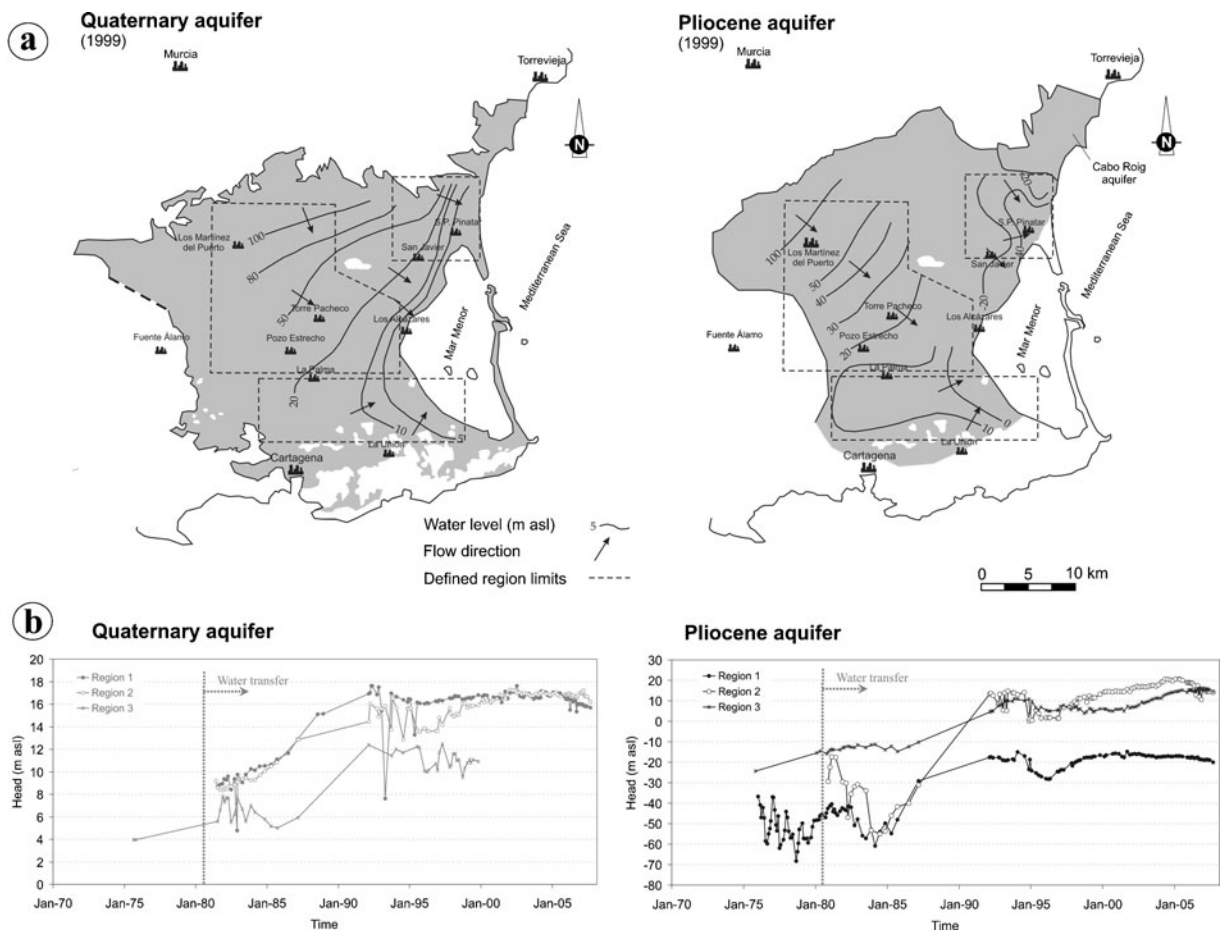 a
Quaternary aquifer
(1999)
Murcia
Torrevieja
N
S.P. Pinatar
San Javier
Los Martínez
del Puerto
100
80
50
Torre Pacheco
Los Alcázares
Fuente Álamo
Pozo Estrecho
La Palma
20
10
5
La Unión
Cartagena
Mar Menor
Mediterranean Sea
Water level (m asl) 5
Flow direction
Defined region limits
Pliocene aquifer
(1999)
Murcia
Torrevieja
N
Cabo Roig
aquifer
-20
S.P. Pinatar
-40
San Javier
Los Martínez
del Puerto
100
50
40
30
20
-20
Torre Pacheco
Los Alcázares
Fuente Álamo
Pozo Estrecho
La Palma
10
0
La Unión
Cartagena
Mar Menor
Mediterranean Sea
0 5 10 km
b
Quaternary aquifer
Region 1
Region 2
Region 3
Water transfer
Head (m asl)
20
18
16
14
12
10
8
6
4
2
0
Jan-70 Jan-75 Jan-80 Jan-85 Jan-90 Jan-95 Jan-00 Jan-05
Time
Pliocene aquifer
Region 1
Region 2
Region 3
Water transfer
Head (m asl)
30
20
10
0
-10
-20
-30
-40
-50
-60
-70
-80
Jan-70 Jan-75 Jan-80 Jan-85 Jan-90 Jan-95 Jan-00 Jan-05
Time